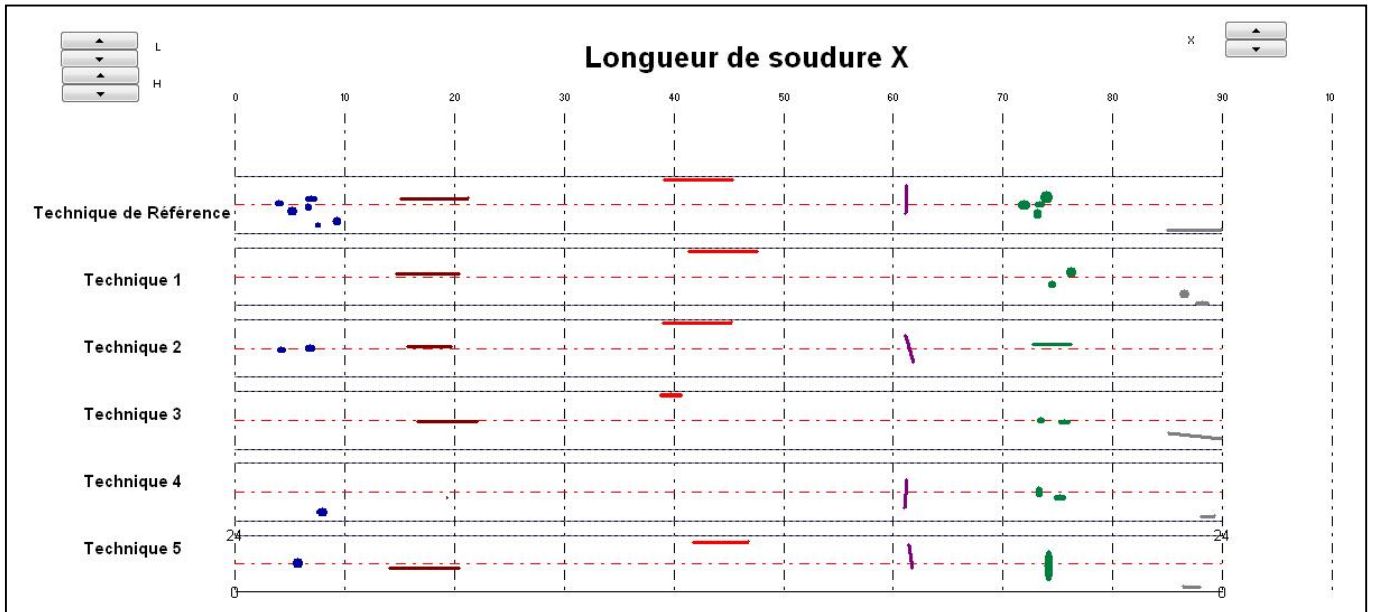 L
H
Longueur de soudure X
X
0 10 20 30 40 50 60 70 80 90 10
Technique de Référence
Technique 1
Technique 2
Technique 3
Technique 4
24 24
Technique 5
0 0